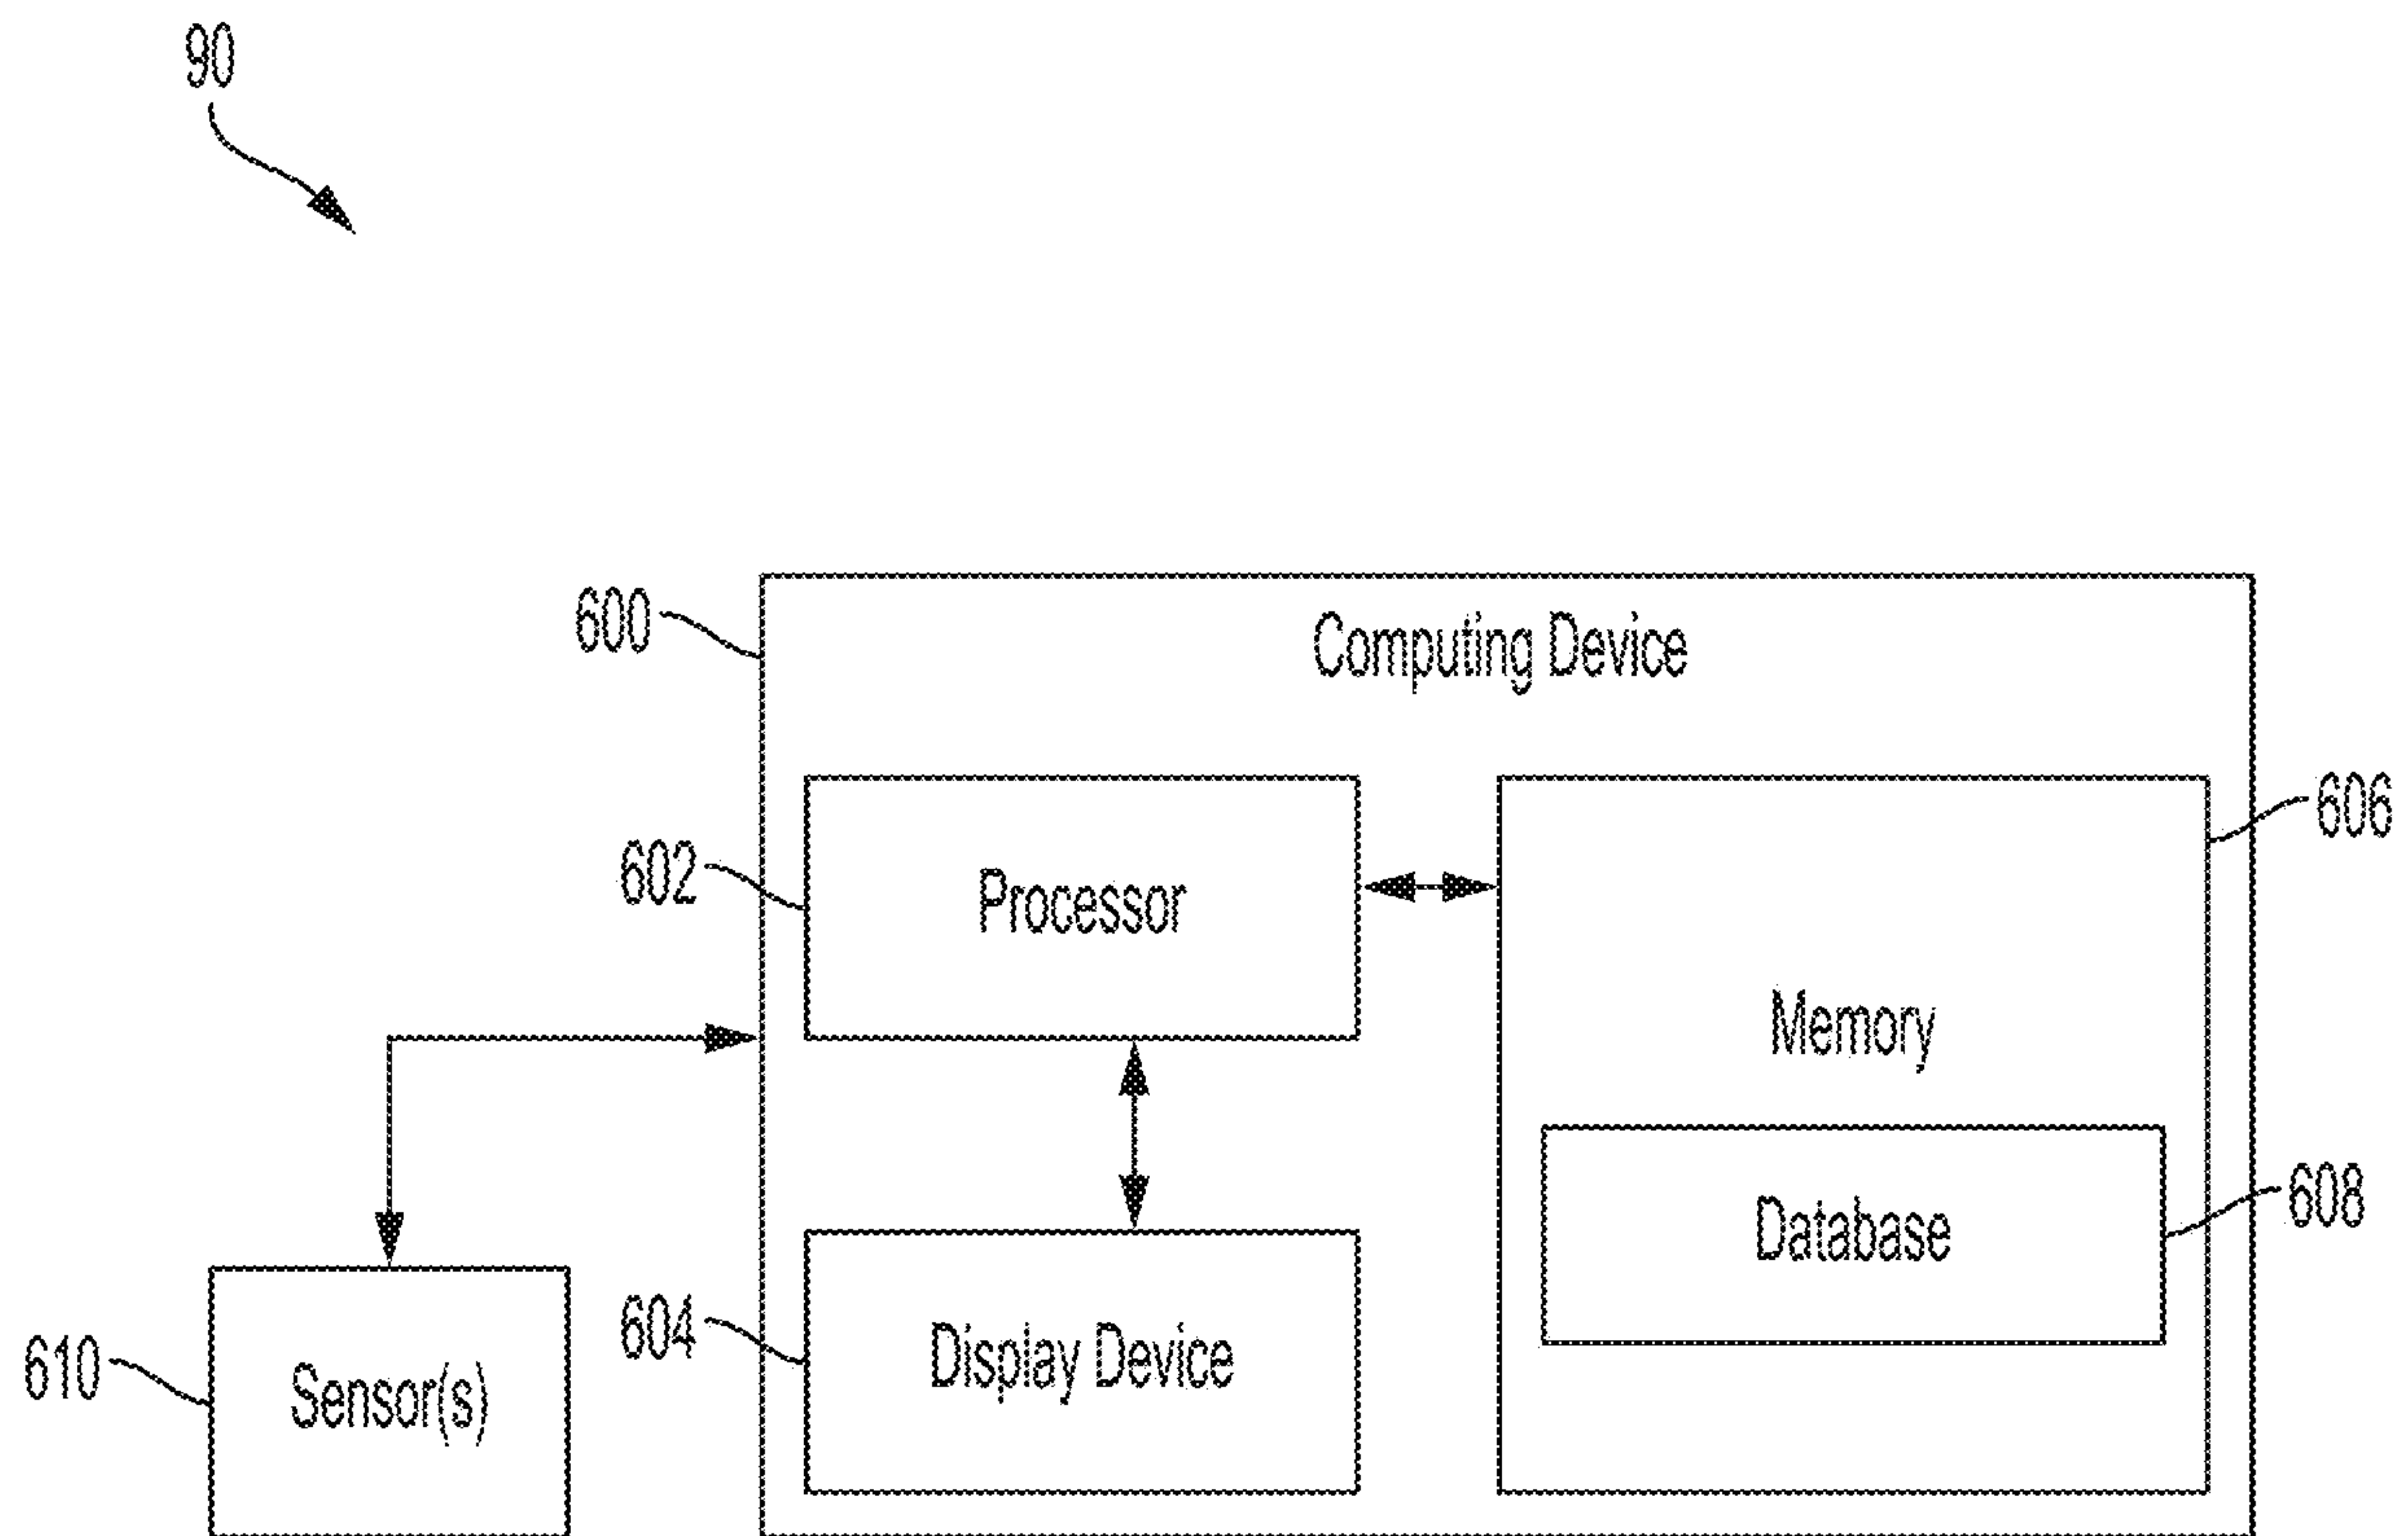 90
600
Computing Device
606
602
Processor
Memory
608
Database
604
Display Device
610
Sensor(s)